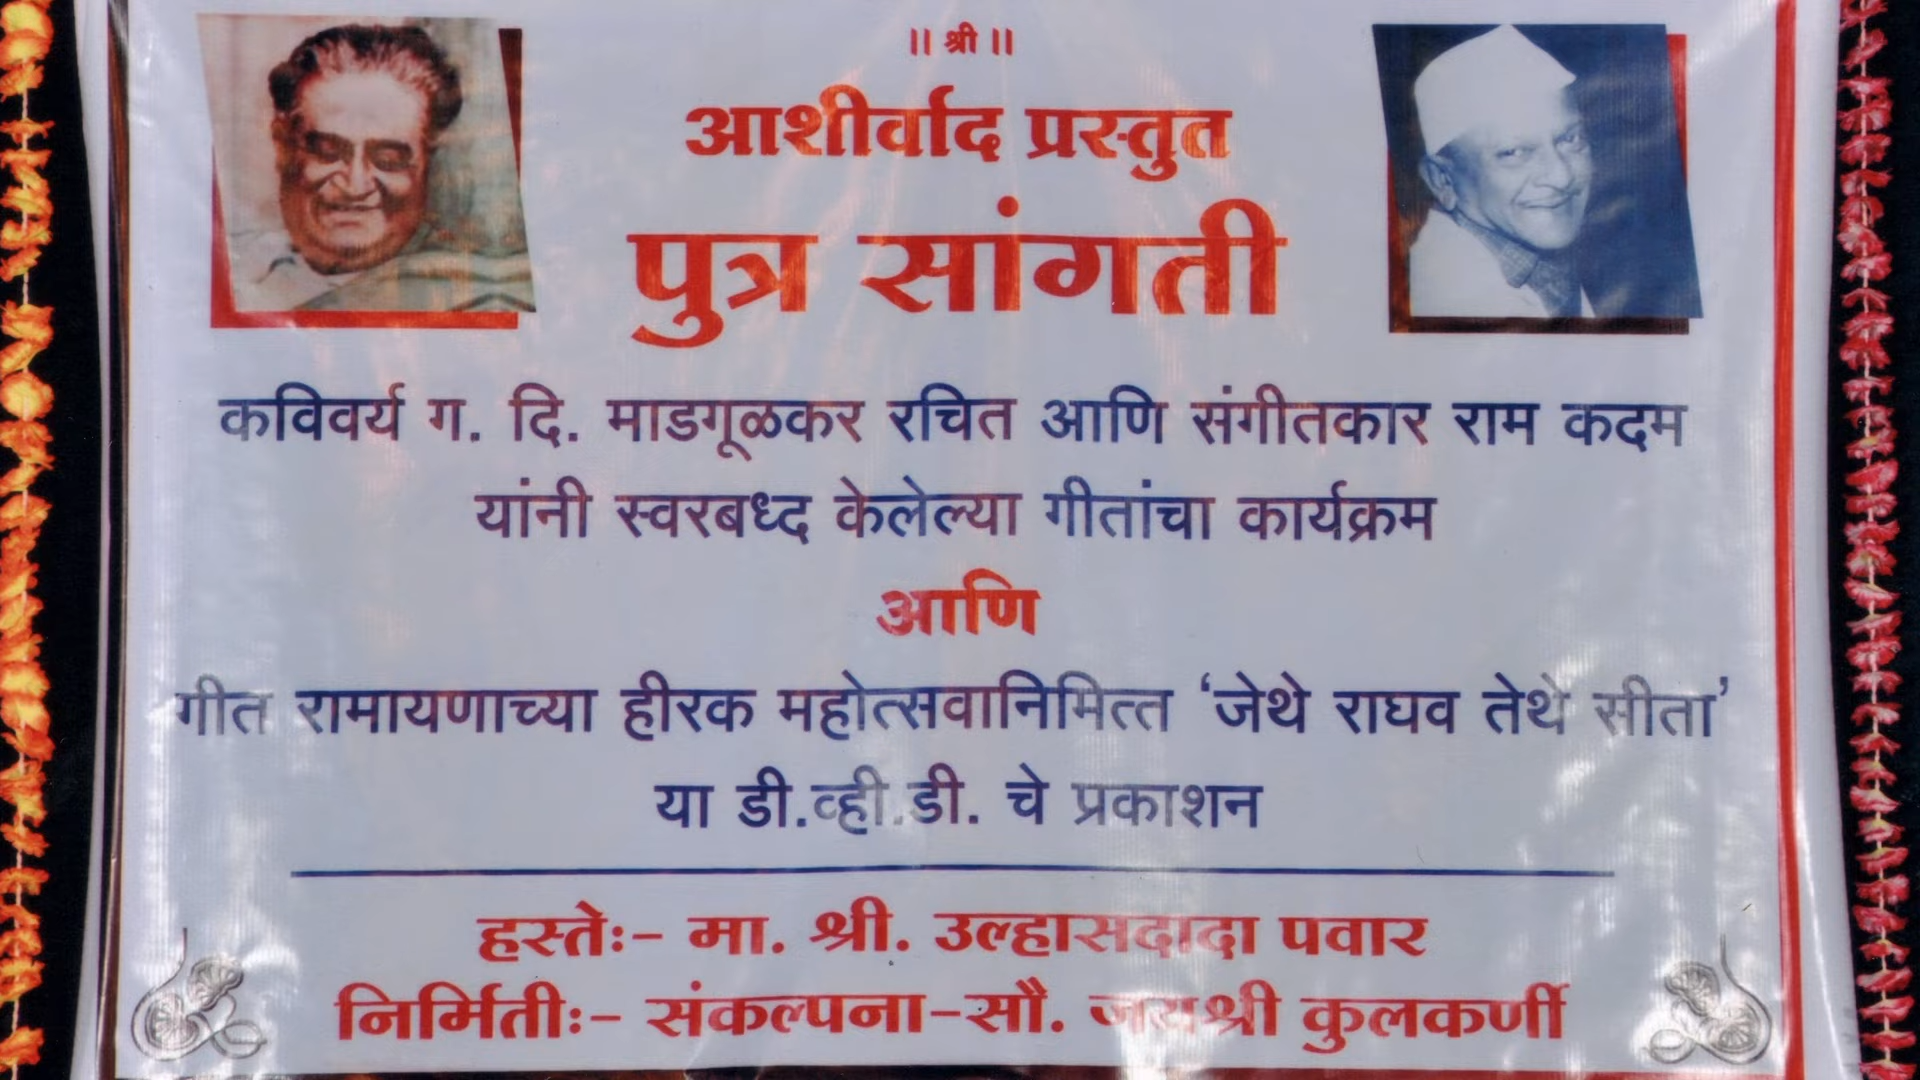 || श्री ||
आशीर्वाद प्रस्तुत
पुत्र सांगती
कविवर्य ग. दि. माडगूळकर रचित आणि संगीतकार राम कदम
यांनी स्वरबध्द केलेल्या गीतांचा कार्यक्रम
आणि
गीत रामायणाच्या हीरक महोत्सवानिमित्त ‘जेथे राघव तेथे सीता’
या डी.व्ही.डी. चे प्रकाशन
हस्ते:- मा. श्री. उल्हासदादा पवार
निर्मिती:- संकल्पना-सौ. जयश्री कुलकर्णी